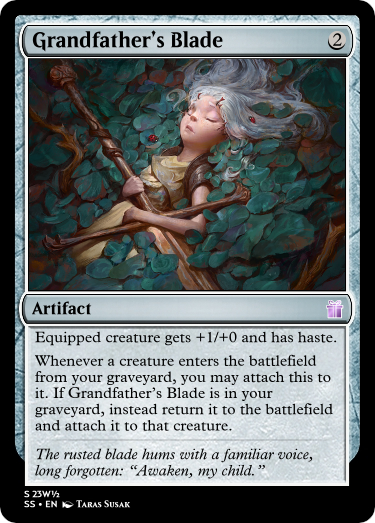 Grandfather's Blade
2
Artifact
Equipped creature gets +1/+0 and has haste.
Whenever a creature enters the battlefield
from your graveyard, you may attach this to
it. If Grandfather's Blade is in your
graveyard, instead return it to the battlefield
and attach it to that creature.
The rusted blade hums with a familiar voice,
long forgotten: “Awaken, my child.”
S 23W½
SS • EN Taras Susak